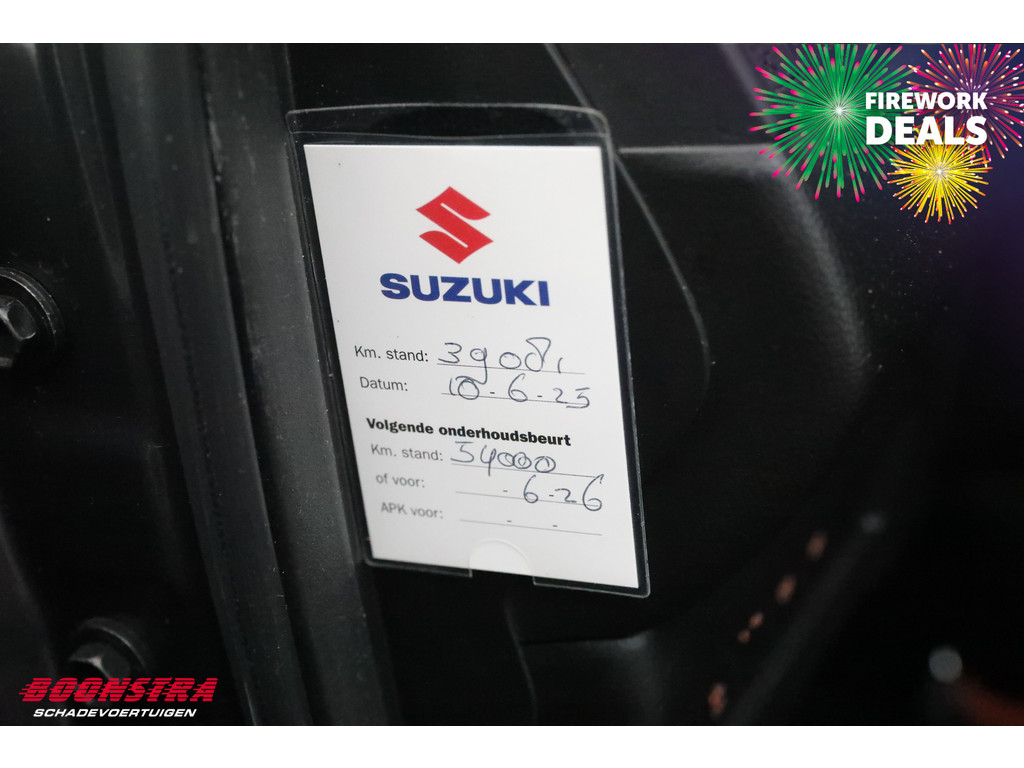 FIREWORK
DEALS
SUZUKI
Km. stand: 39081
Datum: 10-6-25
Volgende onderhoudsbeurt
Km. stand: 54000
of voor: -6-26
APK voor: - -
BOONSTRA
SCHADEVOERTUIGEN